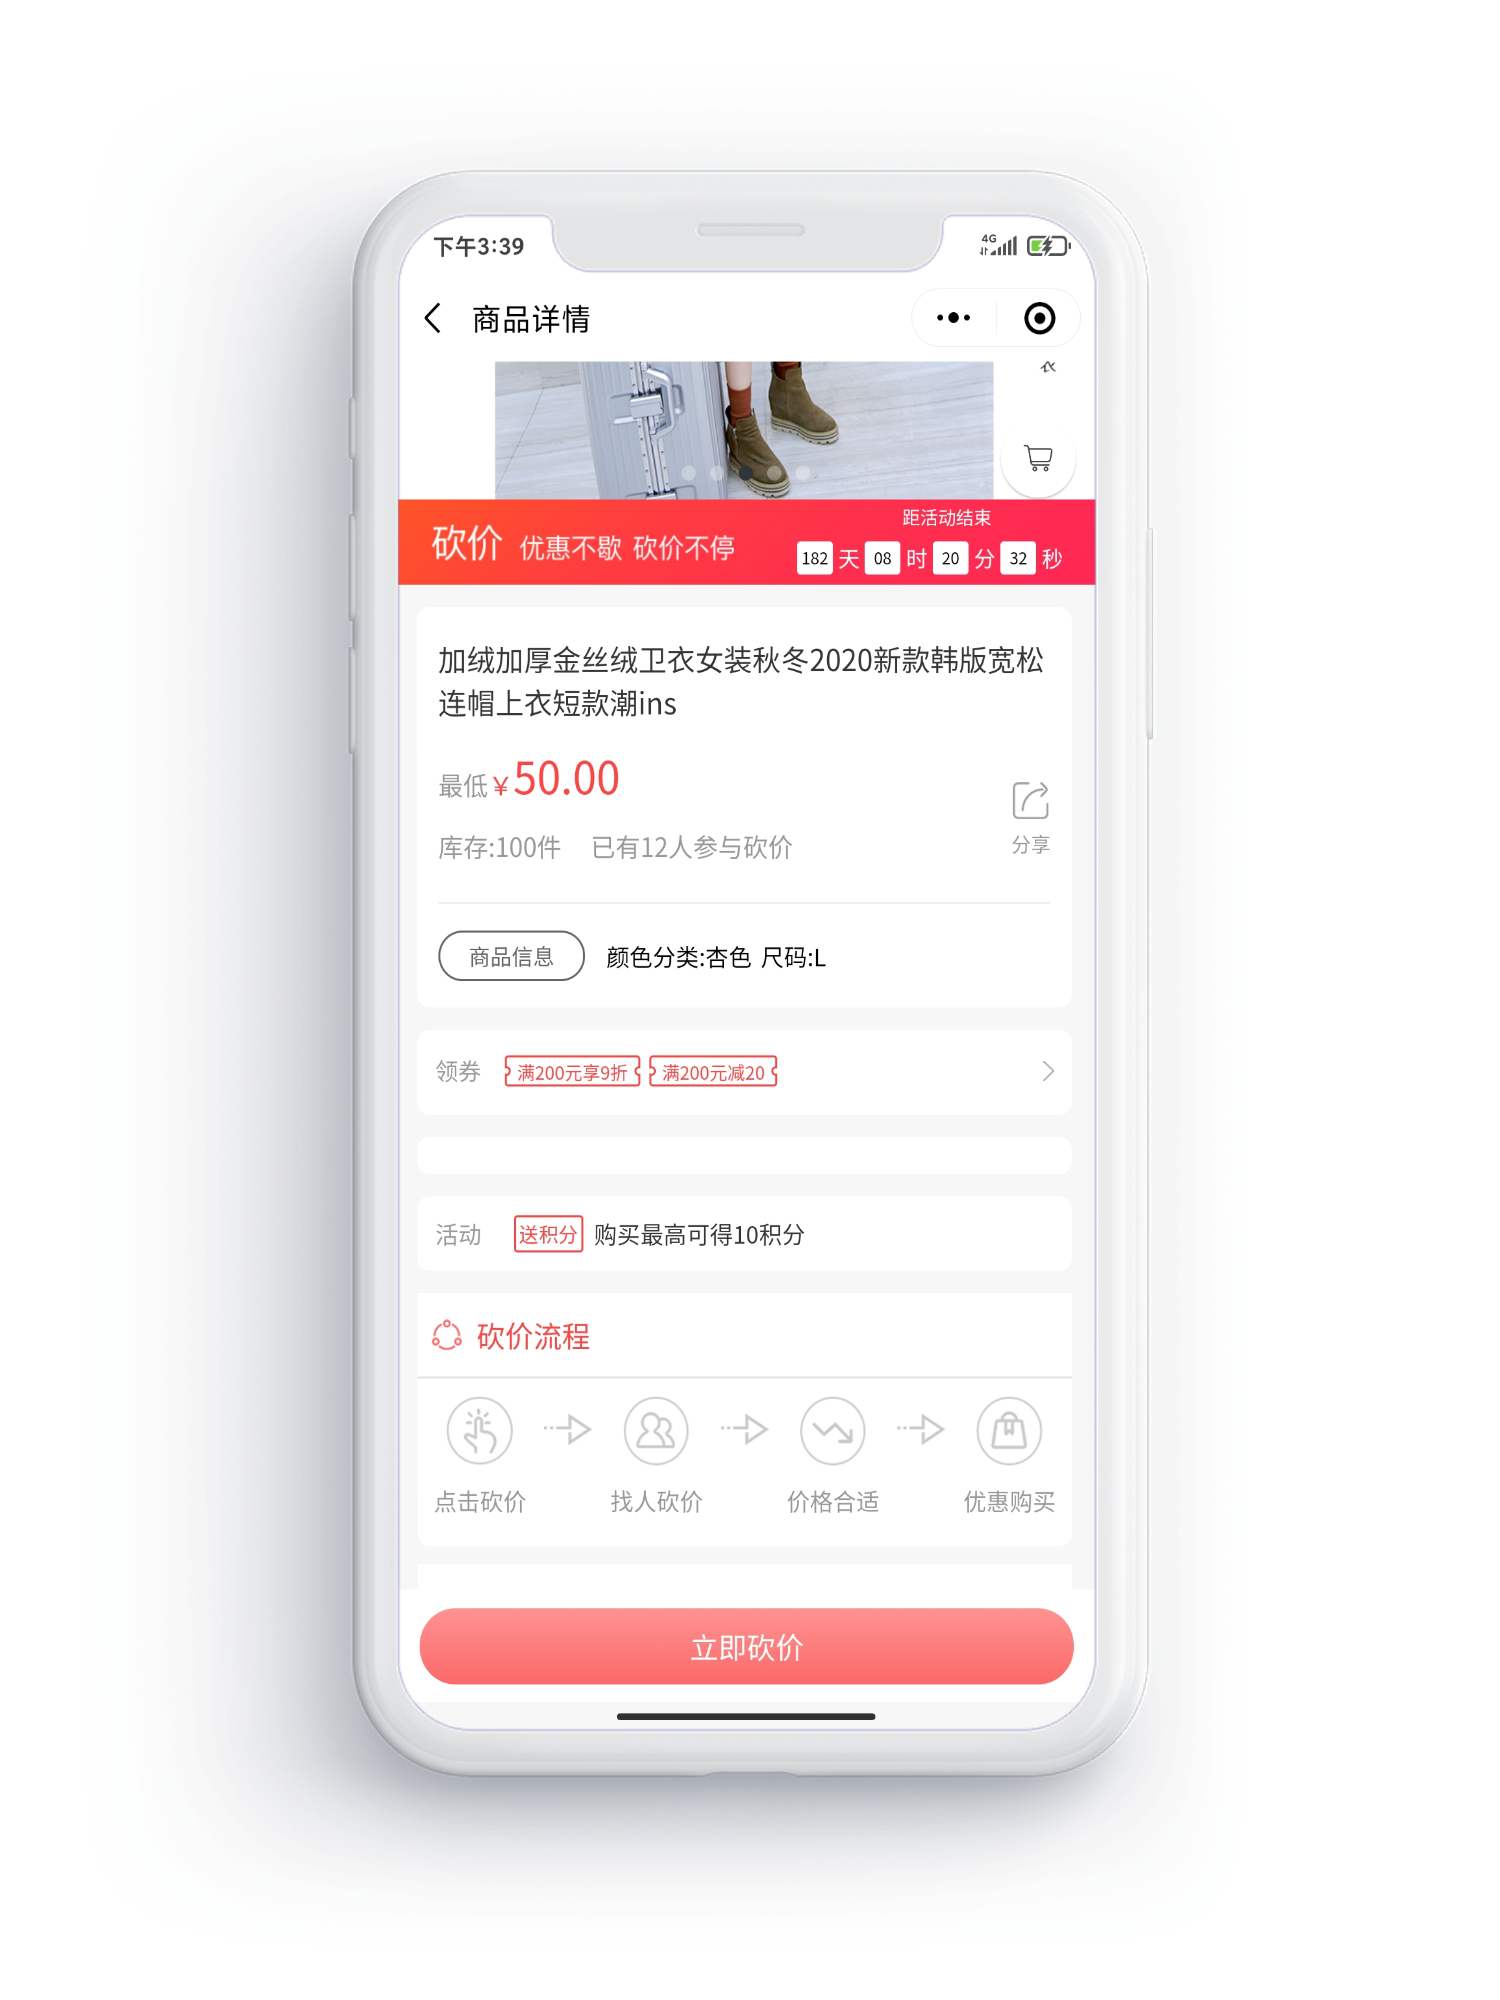 下午3:39
4G
商品详情
距活动结束
砍价 优惠不歇 砍价不停
182 天 08 时 20 分 32 秒
加绒加厚金丝绒卫衣女装秋冬2020新款韩版宽松
连帽上衣短款潮ins
最低¥50.00
库存:100件 已有12人参与砍价
分享
商品信息 颜色分类:杏色 尺码:L
领券 满200元享9折 满200元减20
活动 送积分 购买最高可得10积分
砍价流程
点击砍价 找人砍价 价格合适 优惠购买
立即砍价